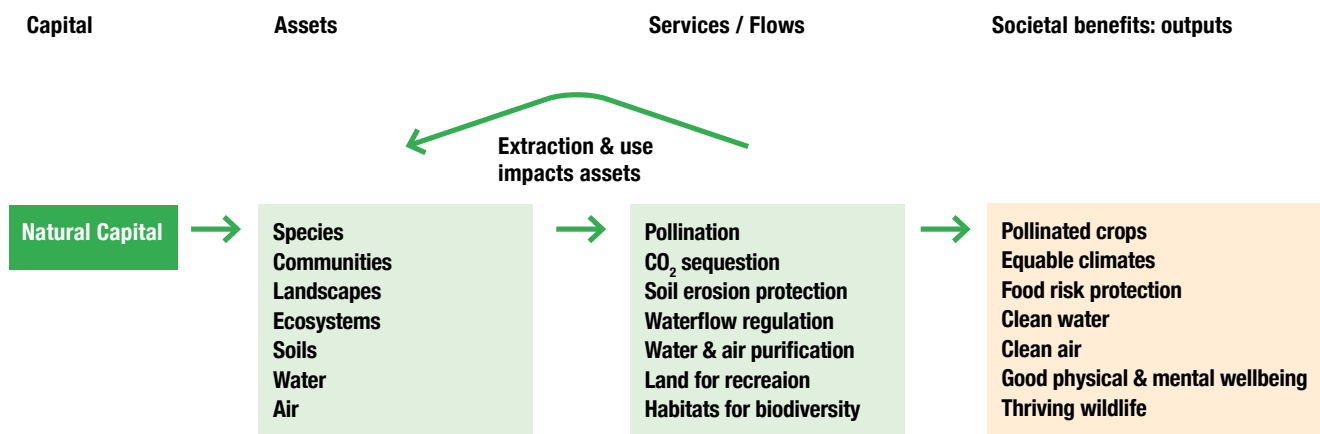 Capital
Assets
Services / Flows
Societal benefits: outputs
Extraction & use
impacts assets
Natural Capital
Species
Communities
Landscapes
Ecosystems
Soils
Water
Air
Pollination
CO₂ sequestion
Soil erosion protection
Waterflow regulation
Water & air purification
Land for recreaion
Habitats for biodiversity
Pollinated crops
Equable climates
Food risk protection
Clean water
Clean air
Good physical & mental wellbeing
Thriving wildlife